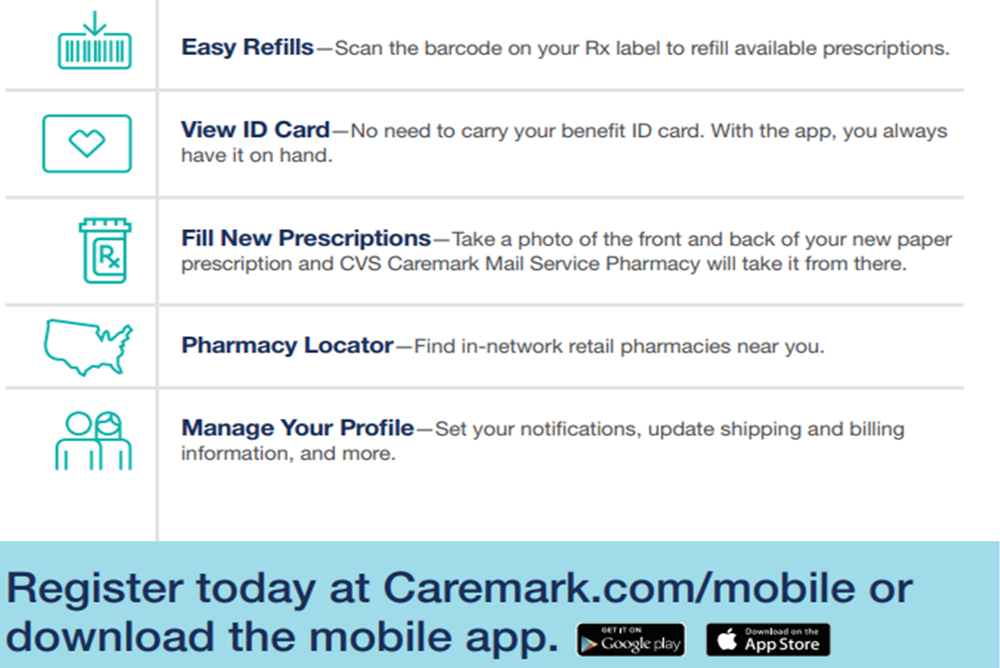 Easy Refills—Scan the barcode on your Rx label to refill available prescriptions.
View ID Card—No need to carry your benefit ID card. With the app, you always
have it on hand.
Rx
Fill New Prescriptions—Take a photo of the front and back of your new paper
prescription and CVS Caremark Mail Service Pharmacy will take it from there.
Pharmacy Locator—Find in-network retail pharmacies near you.
Manage Your Profile—Set your notifications, update shipping and billing
information, and more.
Register today at Caremark.com/mobile or
download the mobile app.
GET IT ON
Google play
Download on the
App Store